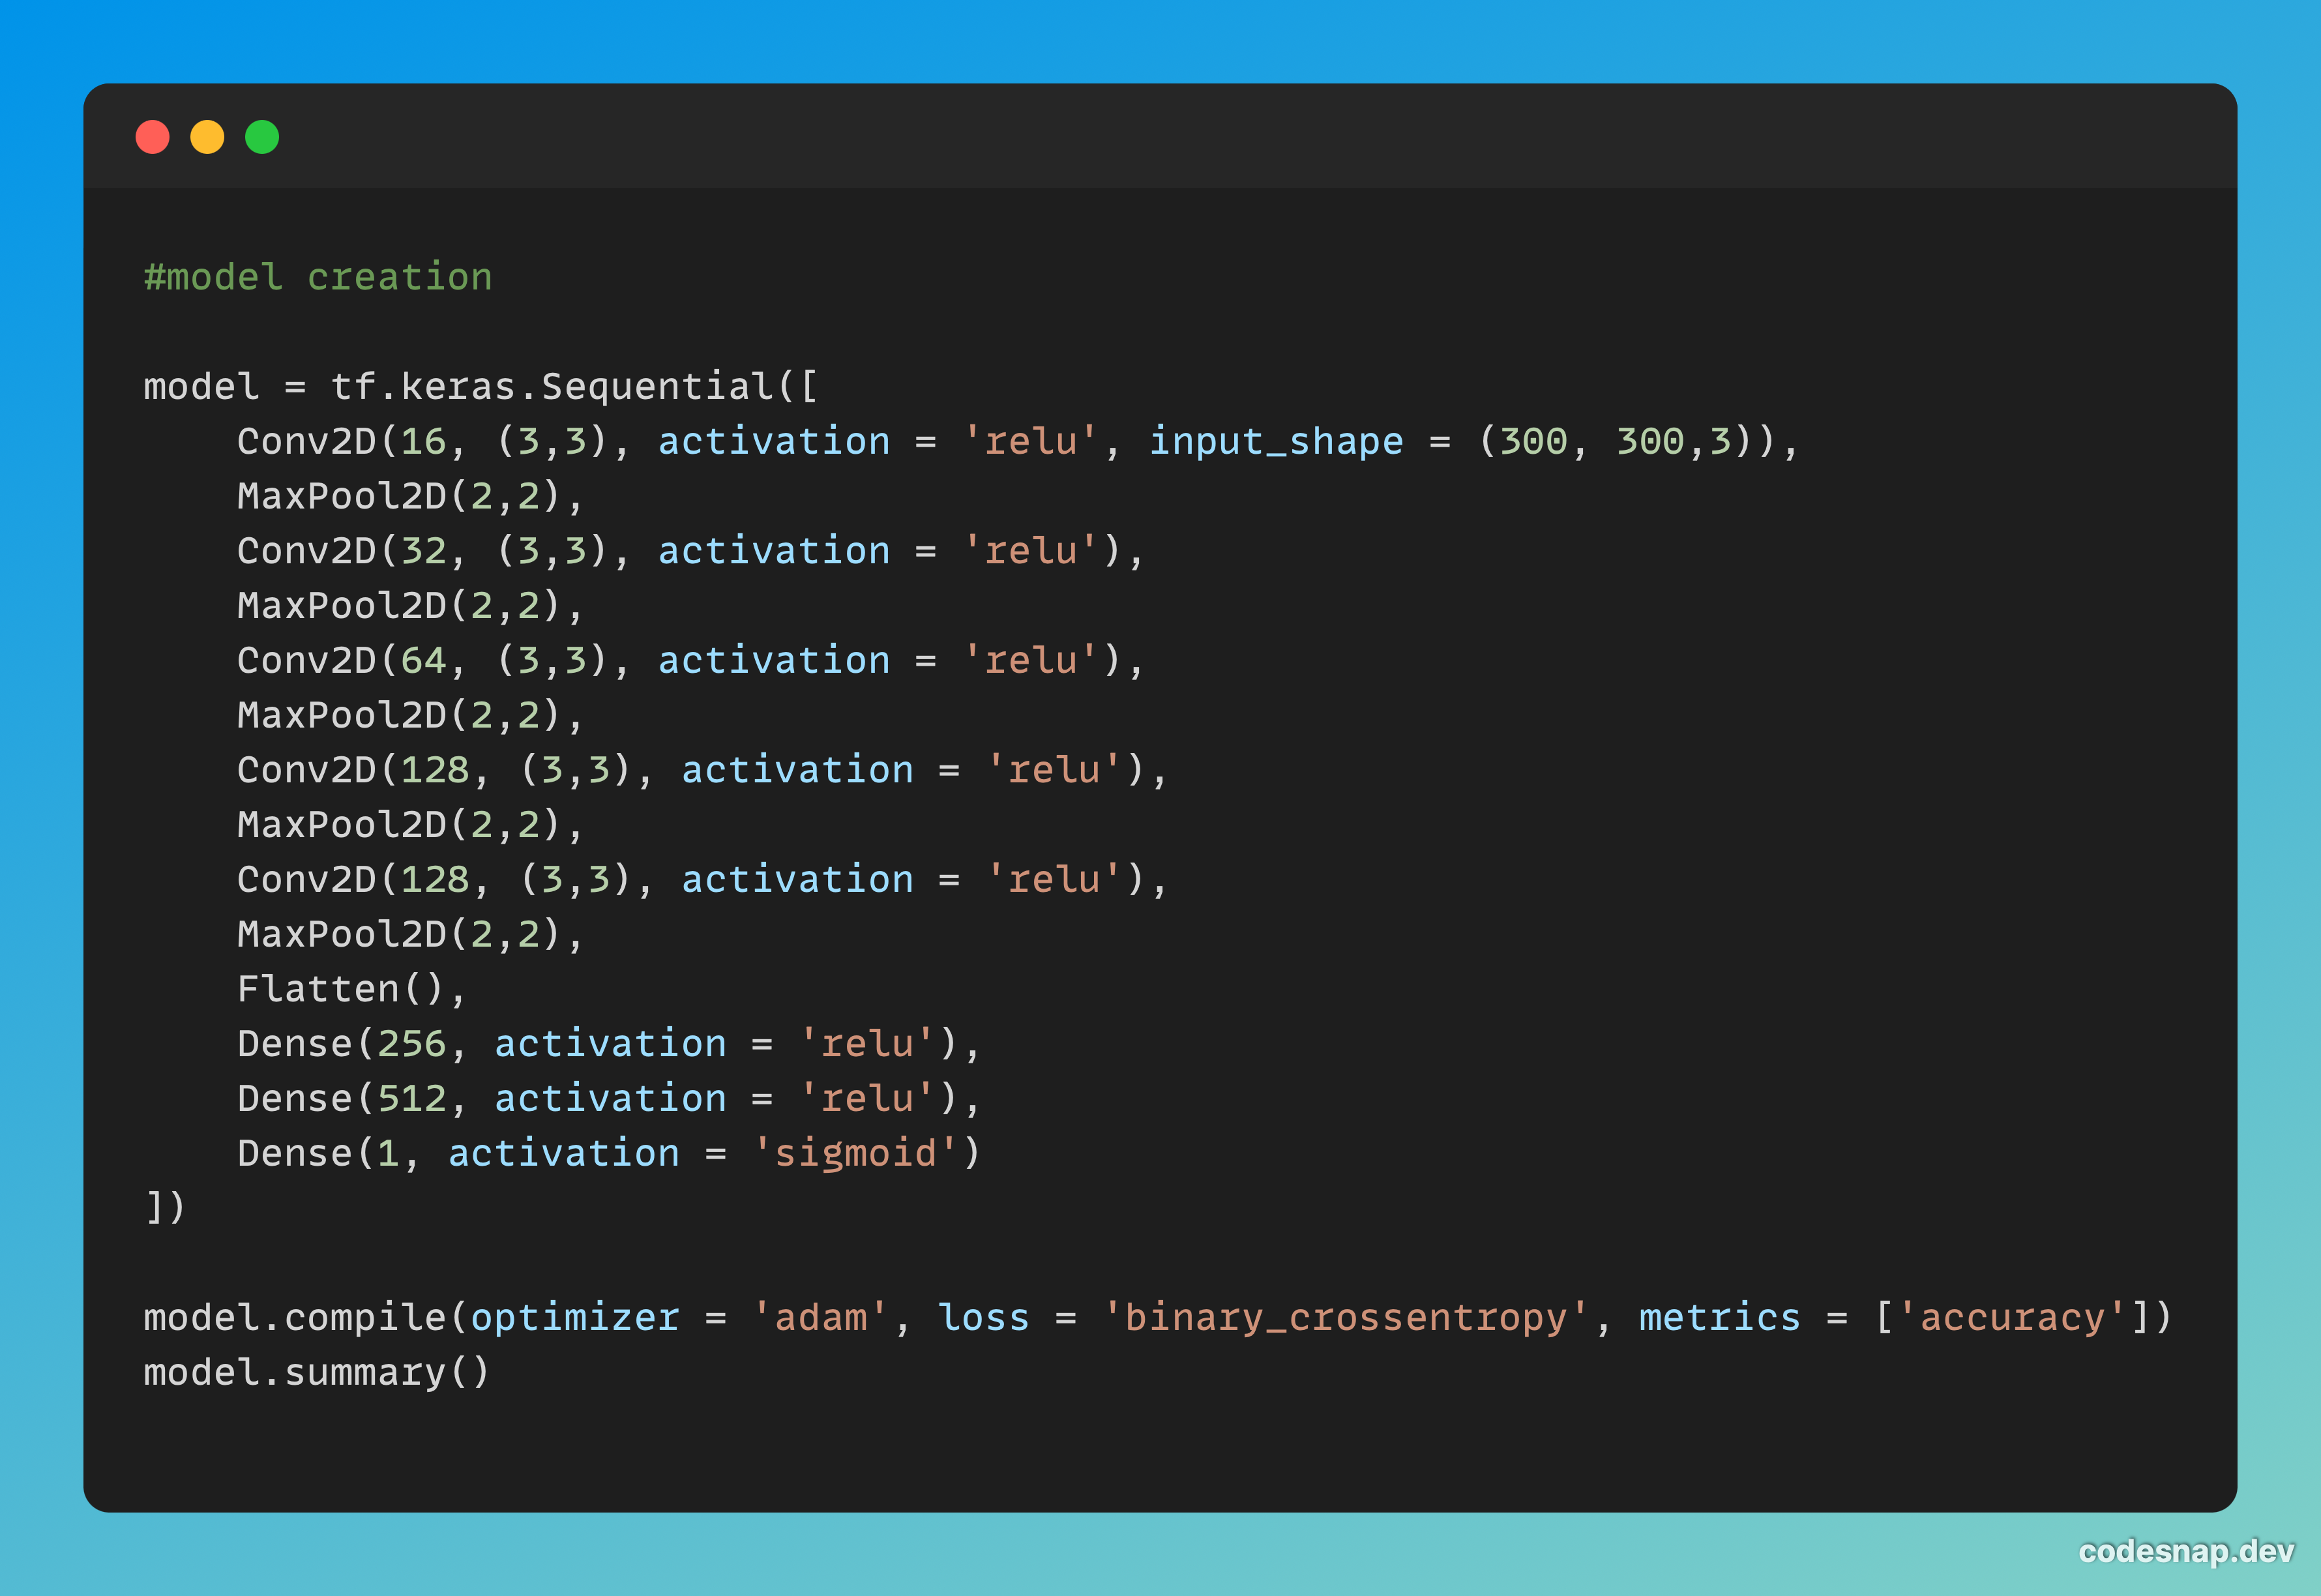 #model creation

model = tf.keras.Sequential([
    Conv2D(16, (3,3), activation = 'relu', input_shape = (300, 300,3)),
    MaxPool2D(2,2),
    Conv2D(32, (3,3), activation = 'relu'),
    MaxPool2D(2,2),
    Conv2D(64, (3,3), activation = 'relu'),
    MaxPool2D(2,2),
    Conv2D(128, (3,3), activation = 'relu'),
    MaxPool2D(2,2),
    Conv2D(128, (3,3), activation = 'relu'),
    MaxPool2D(2,2),
    Flatten(),
    Dense(256, activation = 'relu'),
    Dense(512, activation = 'relu'),
    Dense(1, activation = 'sigmoid')
])

model.compile(optimizer = 'adam', loss = 'binary_crossentropy', metrics = ['accuracy'])
model.summary()
codesnap.dev